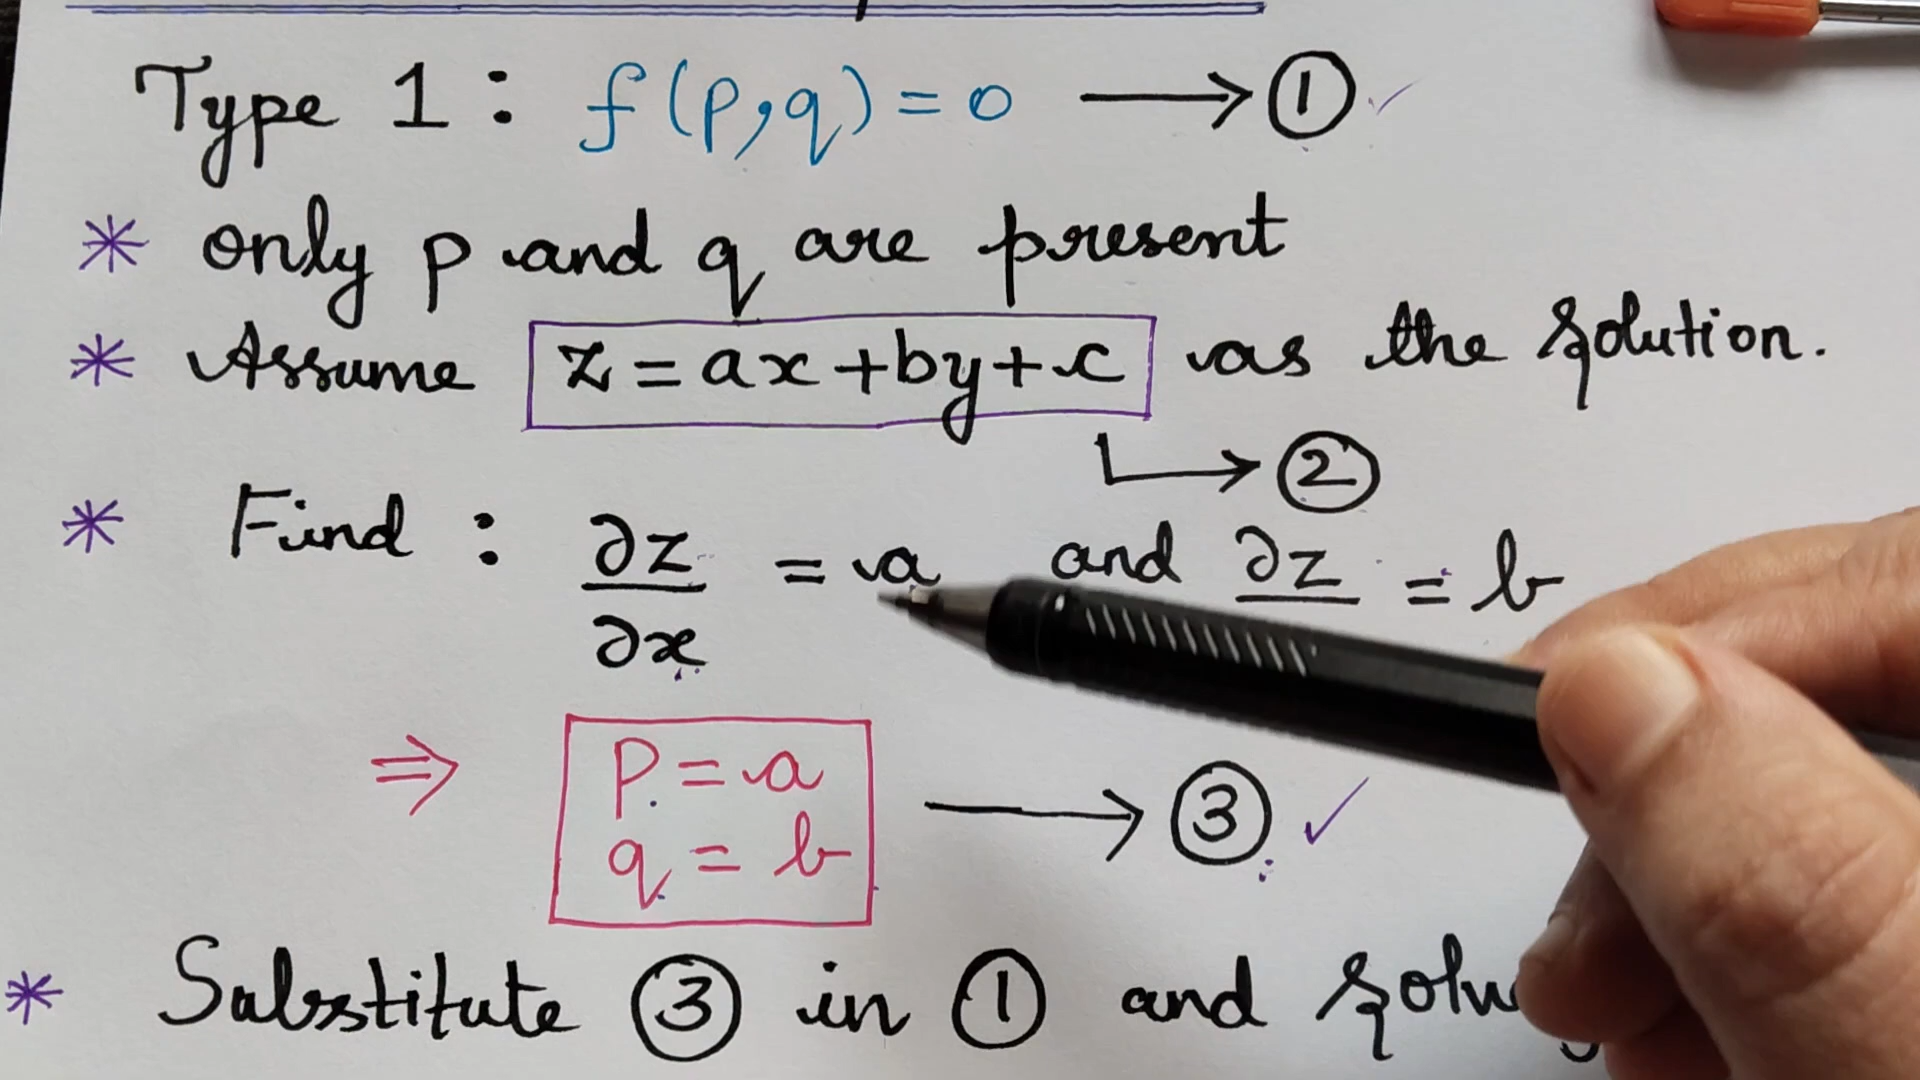 Type 1 : f(p,q) = 0 ⟶ ①
* only p and q are present
* Assume z = ax + by + c as the solution.
↳ ②
* Find : ∂z/∂x = a and ∂z = b
⇒ p = a
q = b ⟶ ③ ✓
* Substitute ③ in ① and